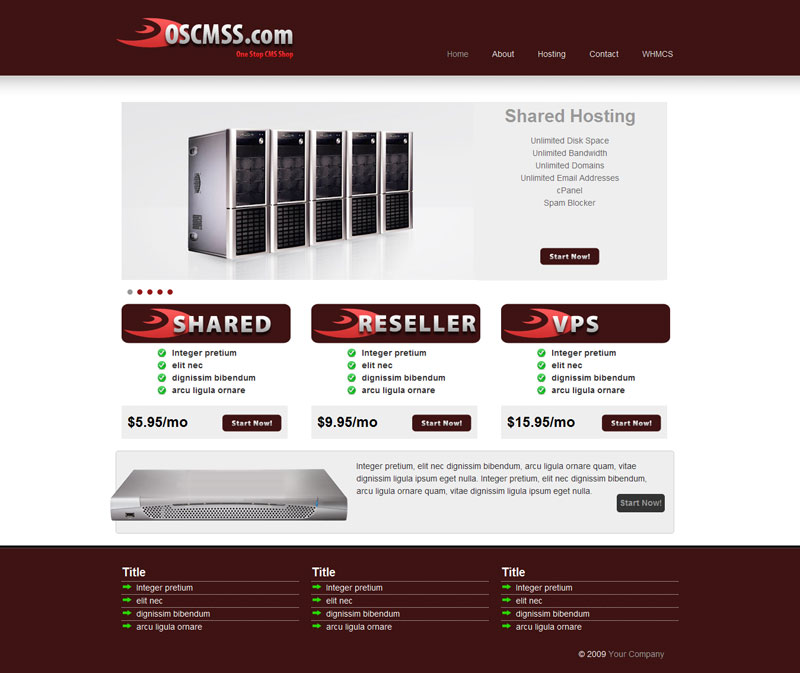 OSCMSS.com
One Stop CMS Shop
Home About Hosting Contact WHMCS
Shared Hosting
Unlimited Disk Space
Unlimited Bandwidth
Unlimited Domains
Unlimited Email Addresses
cPanel
Spam Blocker
Start Now!
SHARED
Integer pretium
elit nec
dignissim bibendum
arcu ligula ornare
$5.95/mo Start Now!
RESELLER
Integer pretium
elit nec
dignissim bibendum
arcu ligula ornare
$9.95/mo Start Now!
VPS
Integer pretium
elit nec
dignissim bibendum
arcu ligula ornare
$15.95/mo Start Now!
Integer pretium, elit nec dignissim bibendum, arcu ligula ornare quam, vitae
dignissim ligula ipsum eget nulla. Integer pretium, elit nec dignissim bibendum,
arcu ligula ornare quam, vitae dignissim ligula ipsum eget nulla.
Start Now!
Title
Integer pretium
elit nec
dignissim bibendum
arcu ligula ornare
Title
Integer pretium
elit nec
dignissim bibendum
arcu ligula ornare
Title
Integer pretium
elit nec
dignissim bibendum
arcu ligula ornare
© 2009 Your Company